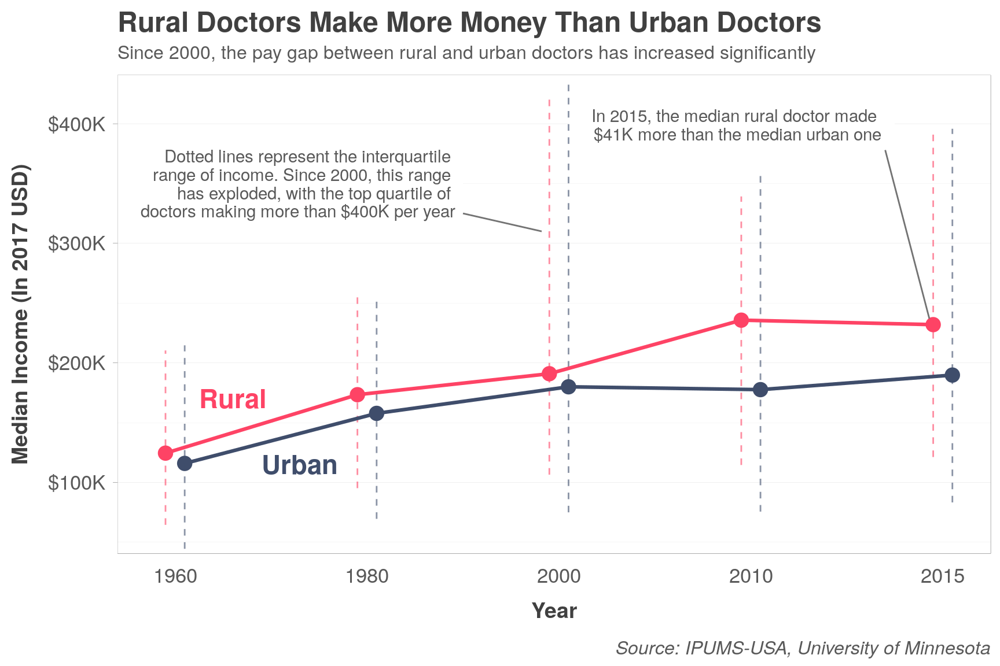 Rural Doctors Make More Money Than Urban Doctors
Since 2000, the pay gap between rural and urban doctors has increased significantly
Median Income (In 2017 USD)
$400K
$300K
$200K
$100K
In 2015, the median rural doctor made
$41K more than the median urban one
Dotted lines represent the interquartile
range of income. Since 2000, this range
has exploded, with the top quartile of
doctors making more than $400K per year
Rural
Urban
1960
1980
2000
2010
2015
Year
Source: IPUMS-USA, University of Minnesota